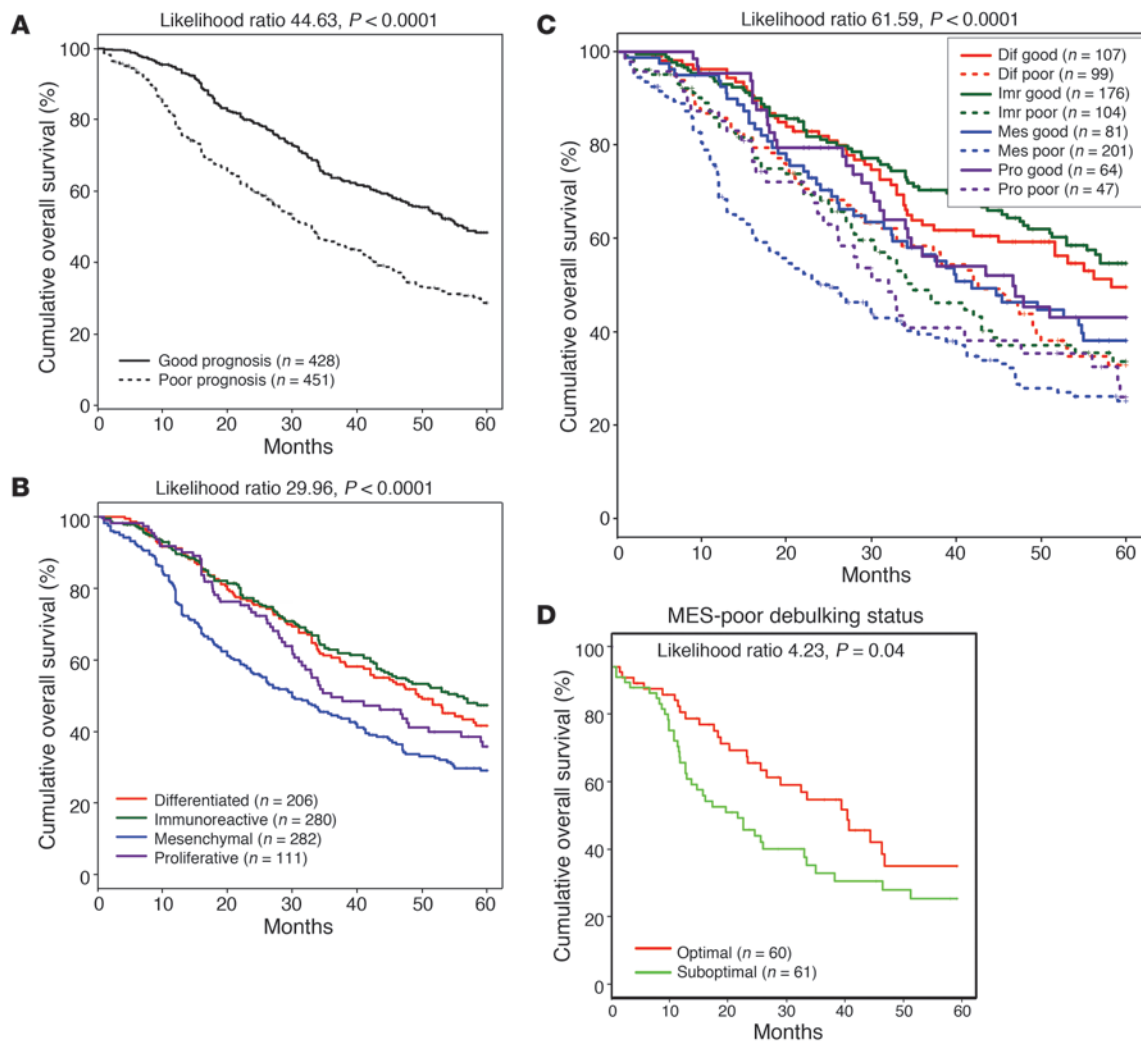 A
Likelihood ratio 44.63, P < 0.0001
Cumulative overall survival (%)
100
80
60
40
20
0
Good prognosis (n = 428)
Poor prognosis (n = 451)
0 10 20 30 40 50 60
Months
B
Likelihood ratio 29.96, P < 0.0001
Cumulative overall survival (%)
100
80
60
40
20
0
Differentiated (n = 206)
Immunoreactive (n = 280)
Mesenchymal (n = 282)
Proliferative (n = 111)
0 10 20 30 40 50 60
Months
C
Likelihood ratio 61.59, P < 0.0001
Cumulative overall survival (%)
100
80
60
40
20
0
Dif good (n = 107)
Dif poor (n = 99)
Imr good (n = 176)
Imr poor (n = 104)
Mes good (n = 81)
Mes poor (n = 201)
Pro good (n = 64)
Pro poor (n = 47)
0 10 20 30 40 50 60
Months
D
MES-poor debulking status
Likelihood ratio 4.23, P = 0.04
Cumulative overall survival (%)
100
80
60
40
20
0
Optimal (n = 60)
Suboptimal (n = 61)
0 10 20 30 40 50 60
Months